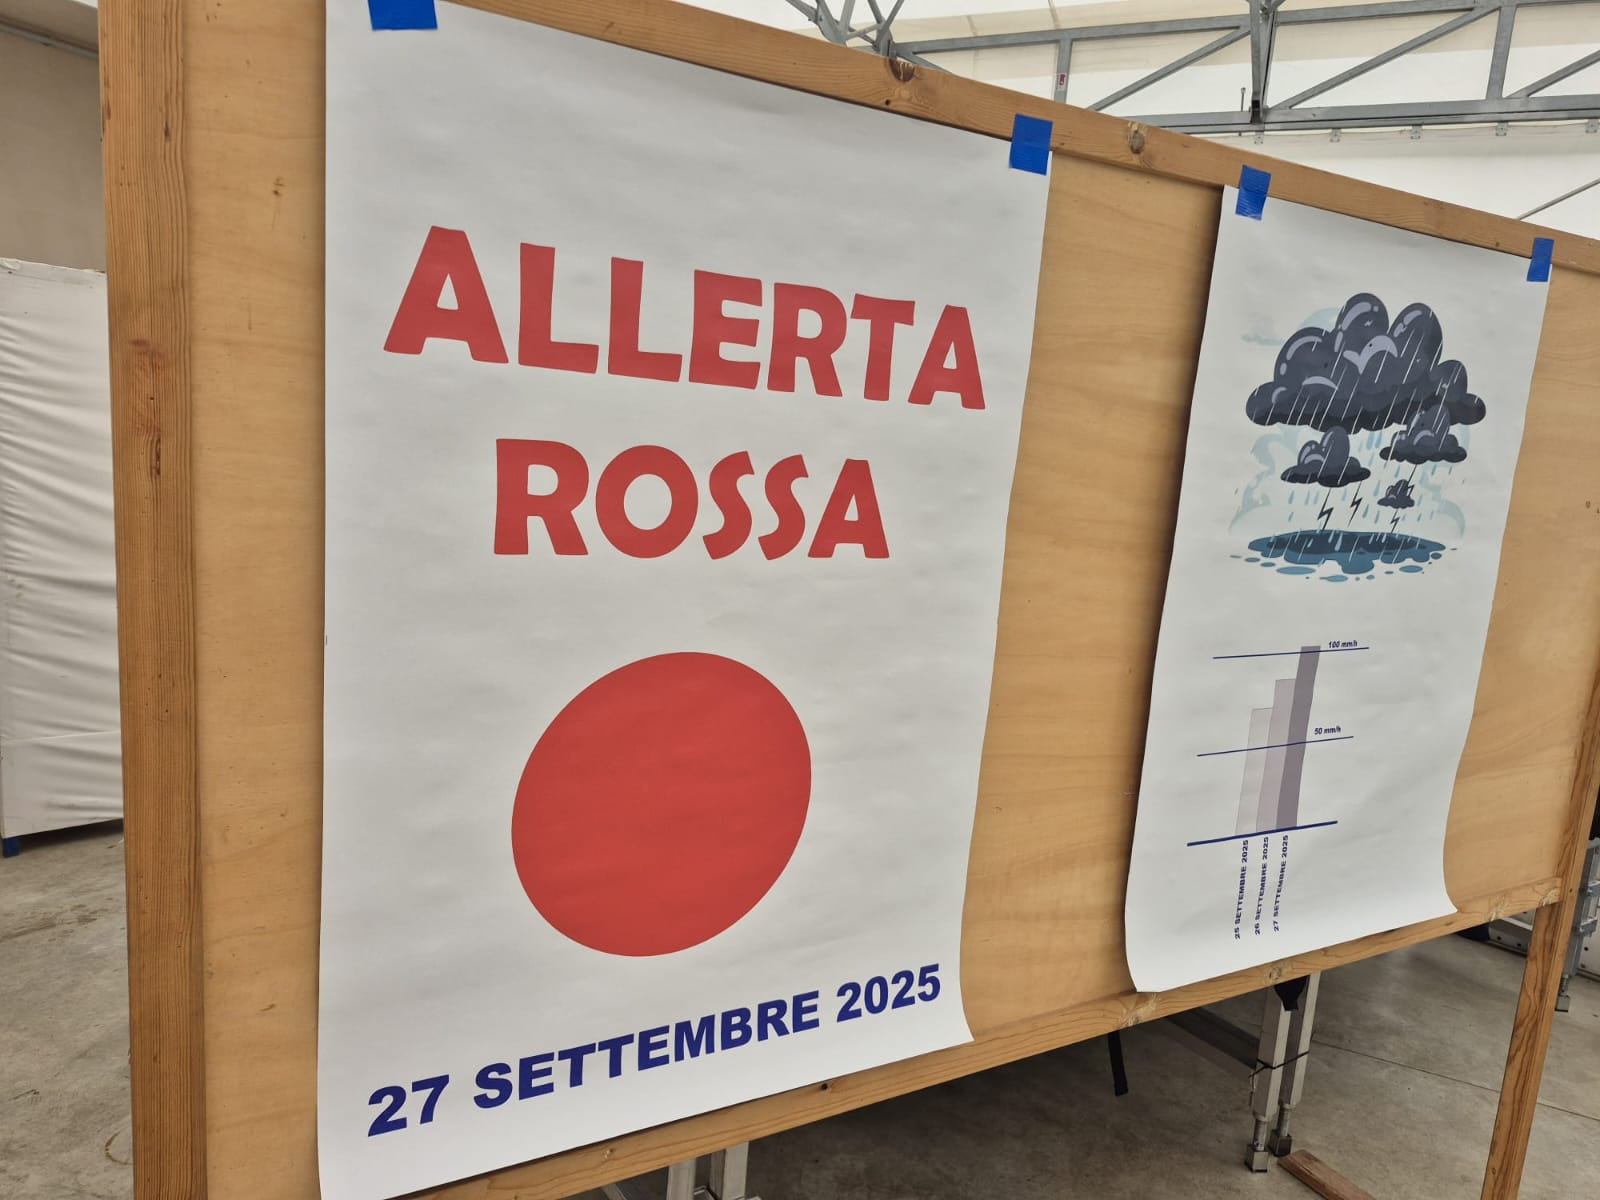 ALLERTA
ROSSA
27 SETTEMBRE 2025
100 mm/h
50 mm/h
25 SETTEMBRE 2025
26 SETTEMBRE 2025
27 SETTEMBRE 2025